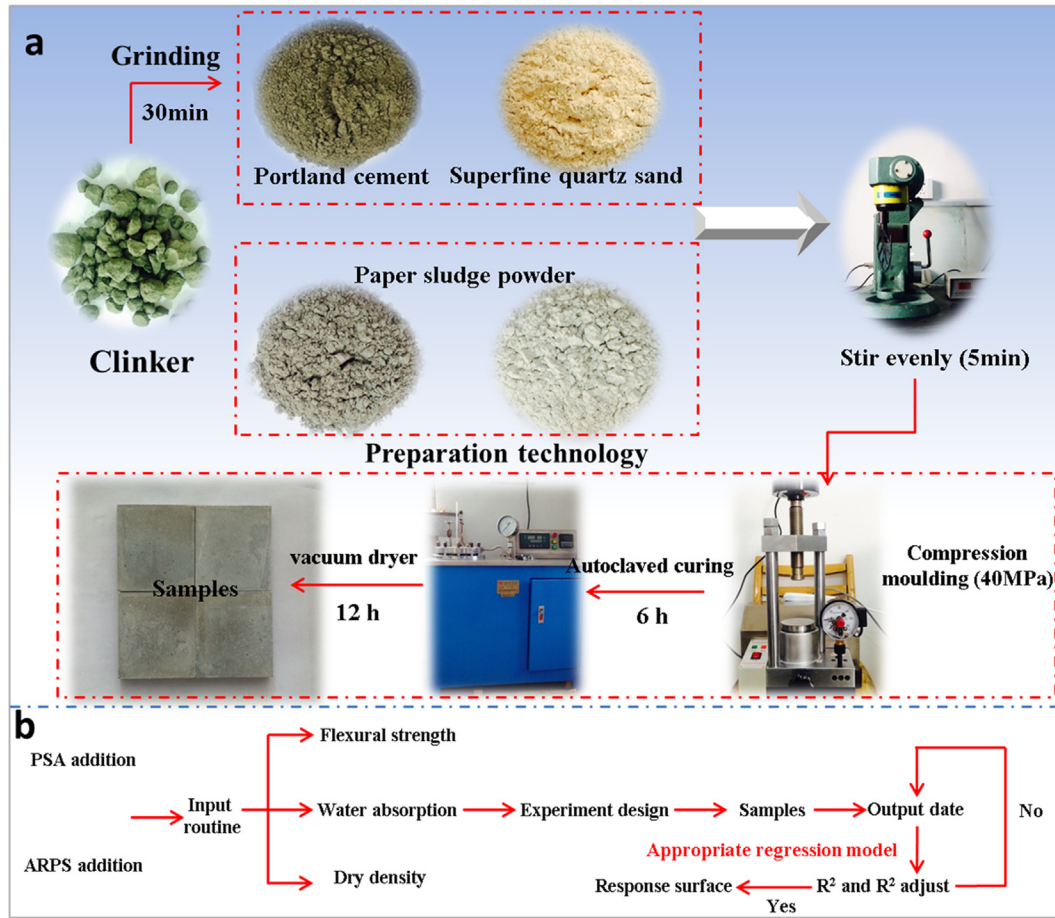 a
Grinding
30min
Portland cement
Superfine quartz sand
Clinker
Paper sludge powder
Stir evenly (5min)
Preparation technology
Samples
vacuum dryer
12 h
Autoclaved curing
6 h
Compression
moulding (40MPa)
b
PSA addition
ARPS addition
Input
routine
Flexural strength
Water absorption
Dry density
Experiment design
Samples
Output date
No
Appropriate regression model
R² and R² adjust
Yes
Response surface